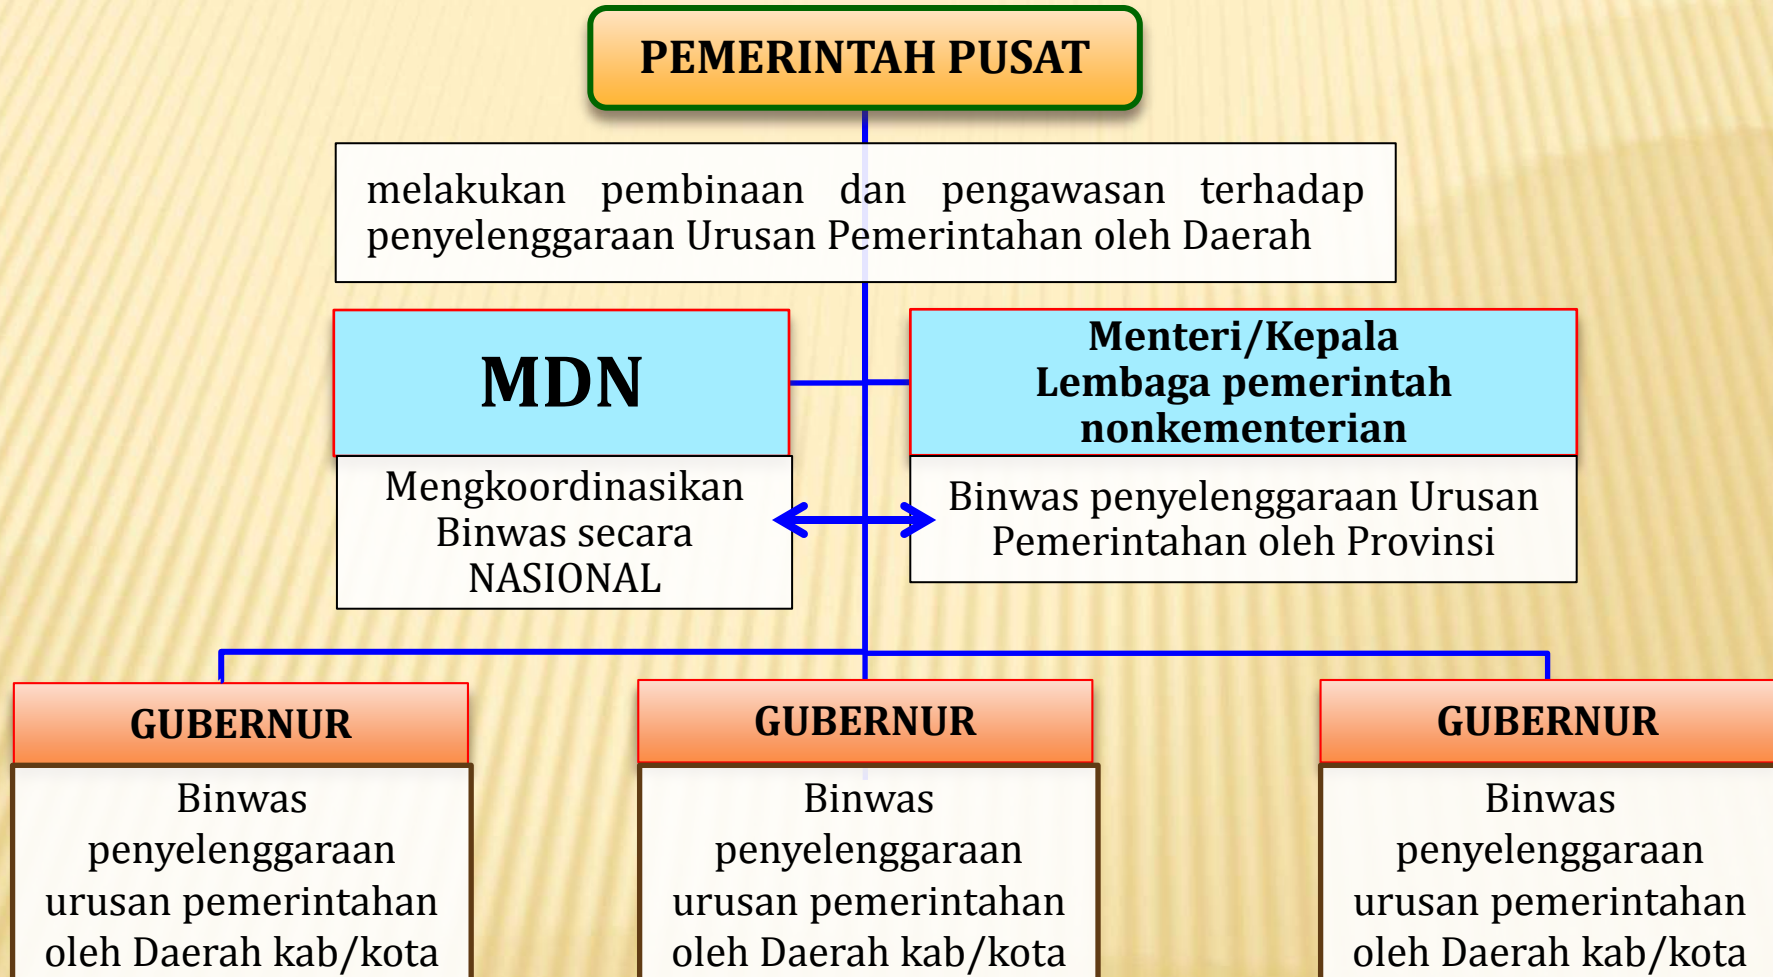 PEMERINTAH PUSAT
melakukan pembinaan dan pengawasan terhadap
penyelenggaraan Urusan Pemerintahan oleh Daerah
MDN
Mengkoordinasikan
Binwas secara
NASIONAL
Menteri/Kepala
Lembaga pemerintah
nonkementerian
Binwas penyelenggaraan Urusan
Pemerintahan oleh Provinsi
GUBERNUR
Binwas
penyelenggaraan
urusan pemerintahan
oleh Daerah kab/kota
GUBERNUR
Binwas
penyelenggaraan
urusan pemerintahan
oleh Daerah kab/kota
GUBERNUR
Binwas
penyelenggaraan
urusan pemerintahan
oleh Daerah kab/kota